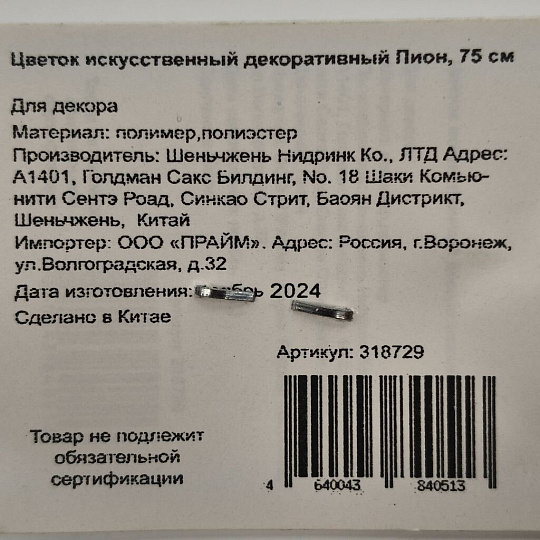 Цветок искусственный декоративный Пион, 75 см
Для декора
Материал: полимер,полиэстер
Производитель: Шеньчжень Нидринк Ко., ЛТД Адрес:
А1401, Голдман Сакс Билдинг, No. 18 Шаки Комью-
нити Сентэ Роад, Синкао Стрит, Баоян Дистрикт,
Шеньчжень, Китай
Импортер: ООО «ПРАЙМ». Адрес: Россия, г.Воронеж,
ул.Волгоградская, д.32
Дата изготовления: 2024
Сделано в Китае
Артикул: 318729
Товар не подлежит
обязательной
сертификации
4 640043 840513